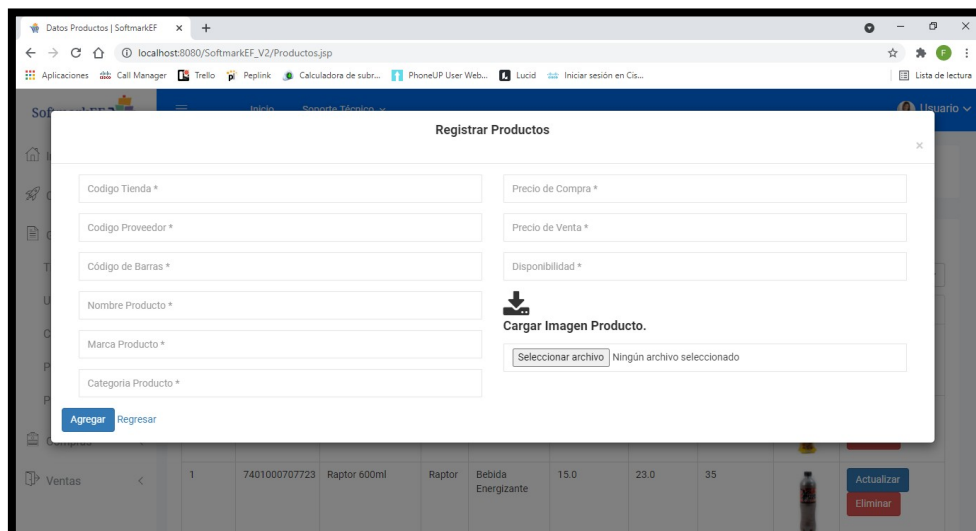 Datos Productos | SoftmarkEF
localhost:8080/SoftmarkEF_V2/Productos.jsp
Aplicaciones Call Manager Trello Peplink Calculadora de subr... PhoneUP User Web... Lucid Iniciar sesión en Cis... Lista de lectura
Inicio Soporte Técnico Usuario
Registrar Productos
×
Codigo Tienda * Precio de Compra *
Codigo Proveedor * Precio de Venta *
Código de Barras * Disponibilidad *
Nombre Producto *
Cargar Imagen Producto.
Marca Producto *
Seleccionar archivo Ningún archivo seleccionado
Categoria Producto *
Agregar Regresar
Compras
Ventas
1 7401000707723 Raptor 600ml Raptor Bebida Energizante 15.0 23.0 35 Actualizar
Eliminar